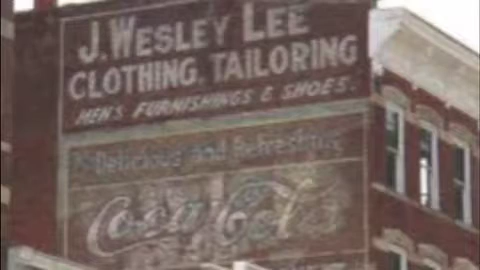 J. WESLEY LEE
CLOTHING, TAILORING
MEN'S FURNISHINGS & SHOES.
Delicious and Refreshing
Coca-Cola